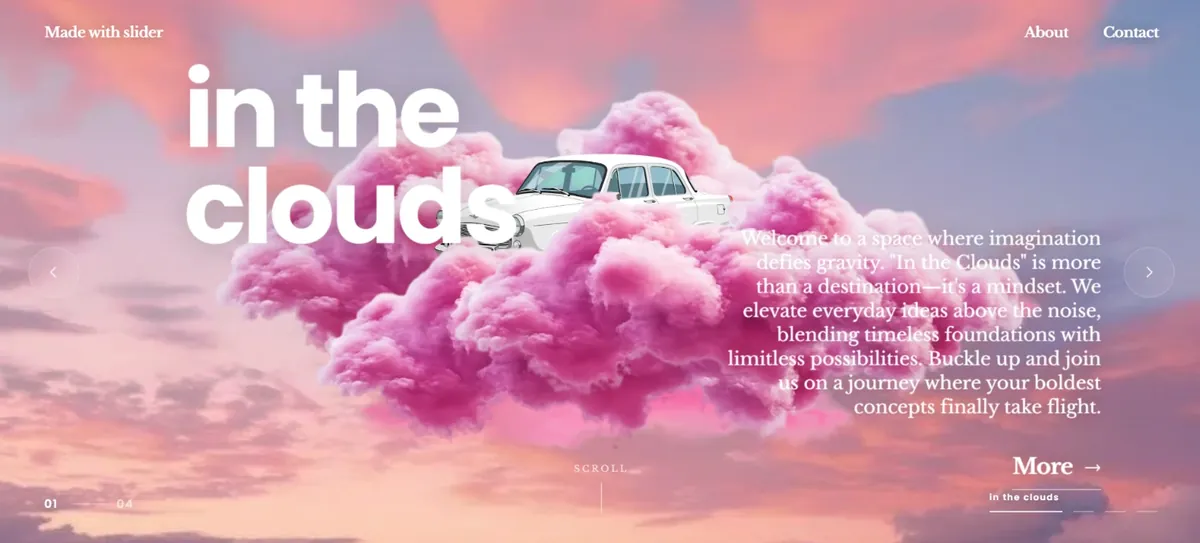 Made with slider
About
Contact
in the
clouds
Welcome to a space where imagination
defies gravity. "In the Clouds" is more
than a destination—it's a mindset. We
elevate everyday ideas above the noise,
blending timeless foundations with
limitless possibilities. Buckle up and join
us on a journey where your boldest
concepts finally take flight.
SCROLL
More →
01
04
In the clouds